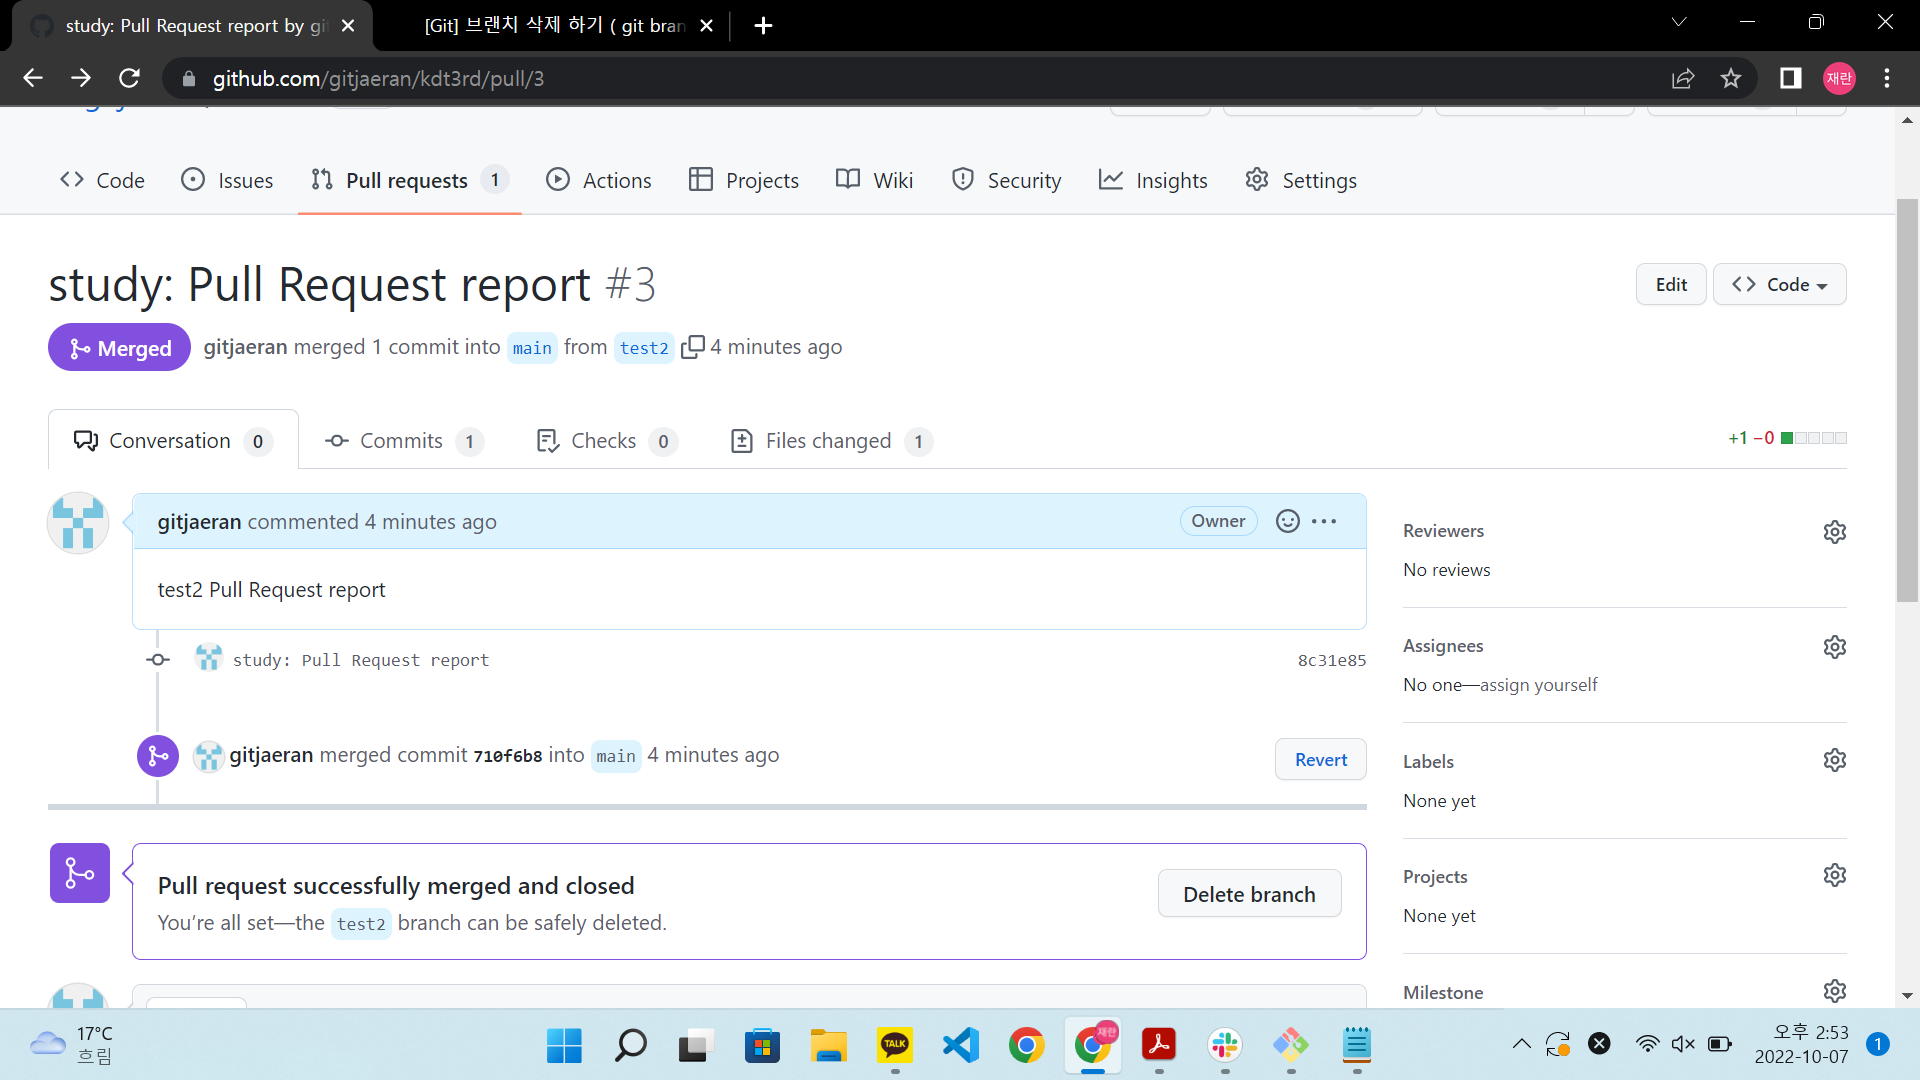 study: Pull Request report by git
[Git] 브랜치 삭제 하기 ( git bran
github.com/gitjaeran/kdt3rd/pull/3
재란
Code
Issues
Pull requests 1
Actions
Projects
Wiki
Security
Insights
Settings
study: Pull Request report #3
Edit
Code
Merged
gitjaeran merged 1 commit into main from test2 4 minutes ago
Conversation 0
Commits 1
Checks 0
Files changed 1
+1 −0
gitjaeran commented 4 minutes ago
Owner
test2 Pull Request report
study: Pull Request report
8c31e85
gitjaeran merged commit 710f6b8 into main 4 minutes ago
Revert
Pull request successfully merged and closed
You’re all set—the test2 branch can be safely deleted.
Delete branch
Reviewers
No reviews
Assignees
No one—assign yourself
Labels
None yet
Projects
None yet
Milestone
17°C
흐림
TALK
재란
오후 2:53
2022-10-07
1